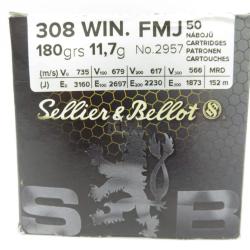 308 WIN. FMJ 50
180grs 11,7g No.2957
NÁBOJŮ
CARTRIDGES
PATRONEN
CARTOUCHES
(m/s) V0 735 V100 679 V200 617 V300 566 MRD
(J) E0 3160 E100 2697 E200 2230 E300 1873 152 m
Sellier & Bellot
S B